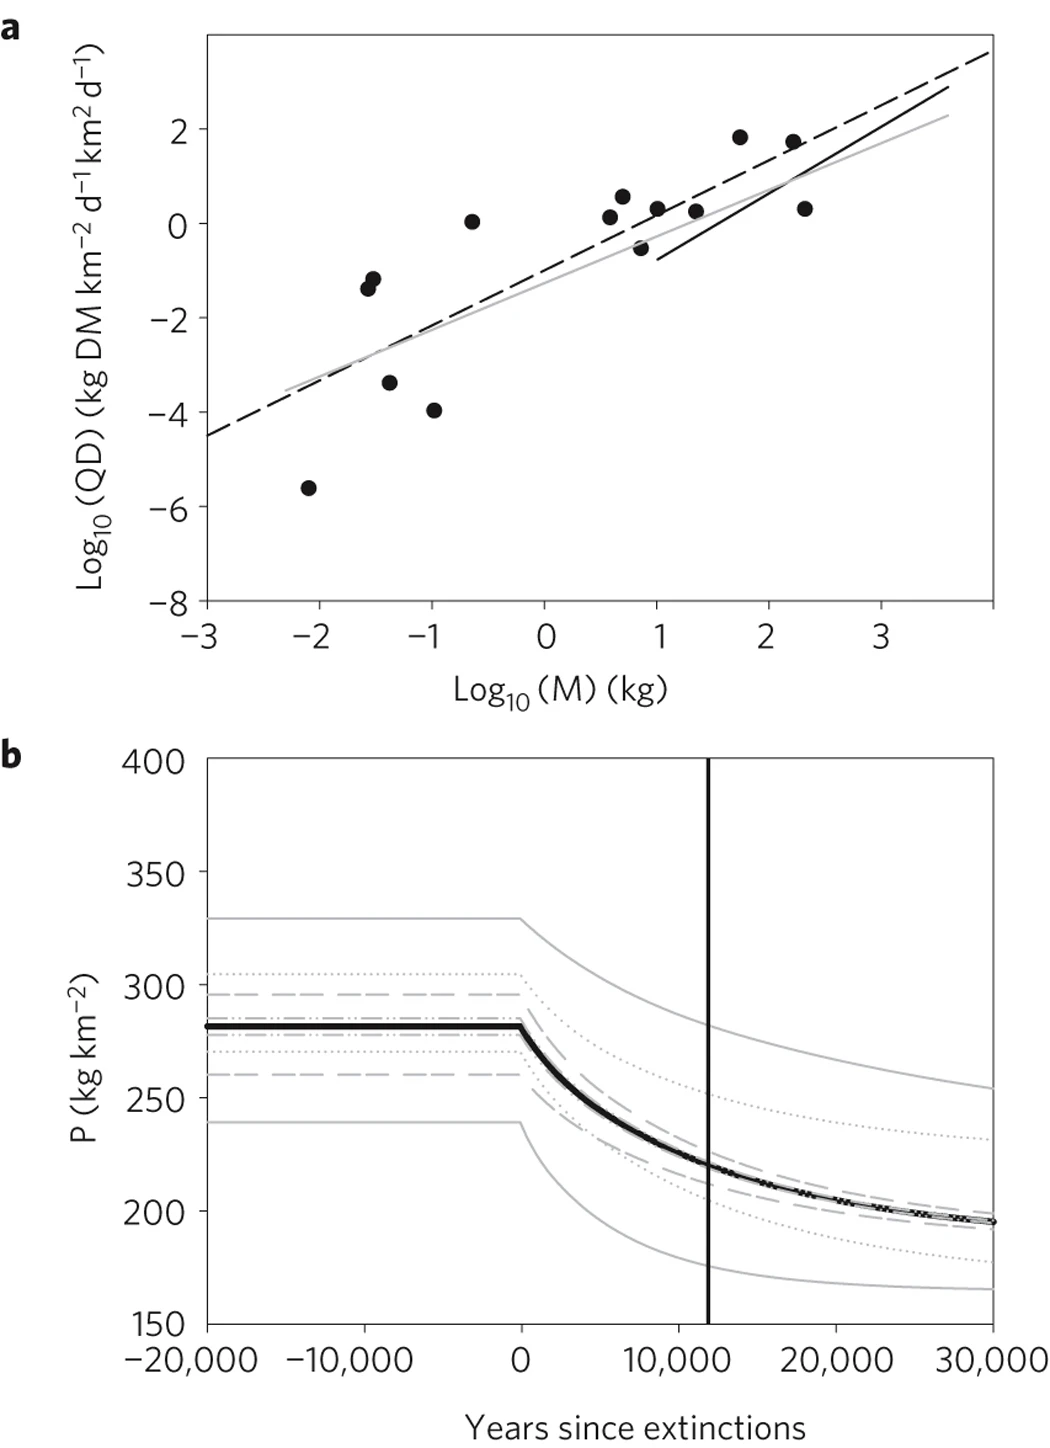 a
Log10 (QD) (kg DM km−2 d−1 km2 d−1)
2
0
−2
−4
−6
−8
−3 −2 −1 0 1 2 3
Log10 (M) (kg)
b
P (kg km−2)
400
350
300
250
200
150
−20,000 −10,000 0 10,000 20,000 30,000
Years since extinctions